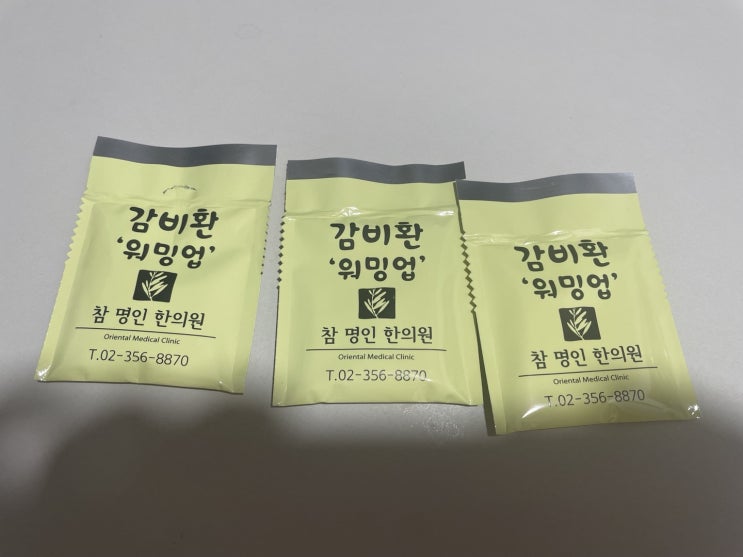 감비환
'워밍업'
참 명인 한의원
Oriental Medical Clinic
T.02-356-8870
감비환
'워밍업'
참 명인 한의원
Oriental Medical Clinic
T.02-356-8870
감비환
'워밍업'
참 명인 한의원
Oriental Medical Clinic
T.02-356-8870